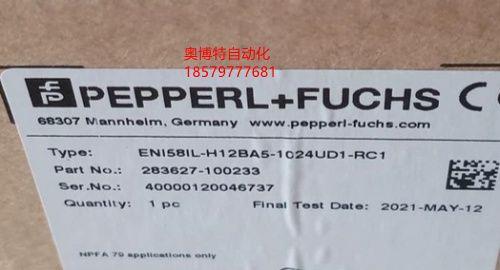 奥博特自动化
18579777681
PEPPERL+FUCHS CE
68307 Mannheim, Germany www.pepperl-fuchs.com
Type: ENI58IL-H12BA5-1024UD1-RC1
Part No.: 283627-100233
Ser.No.: 40000120046737
Quantity: 1 pc Final Test Date: 2021-MAY-12
NPFA 79 applications only